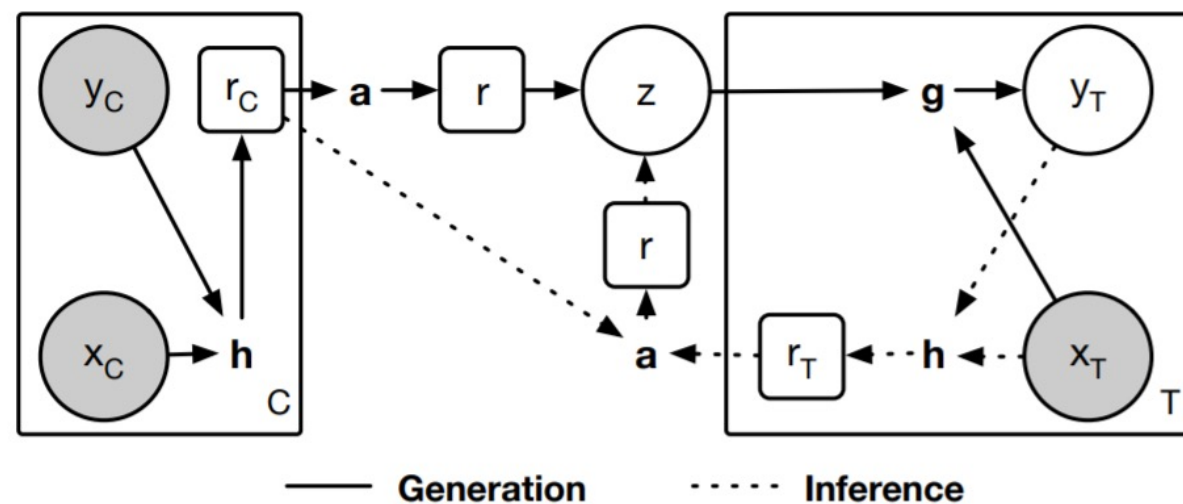 y_C r_C a r z g y_T
r
x_C h a r_T h x_T
C T
Generation Inference